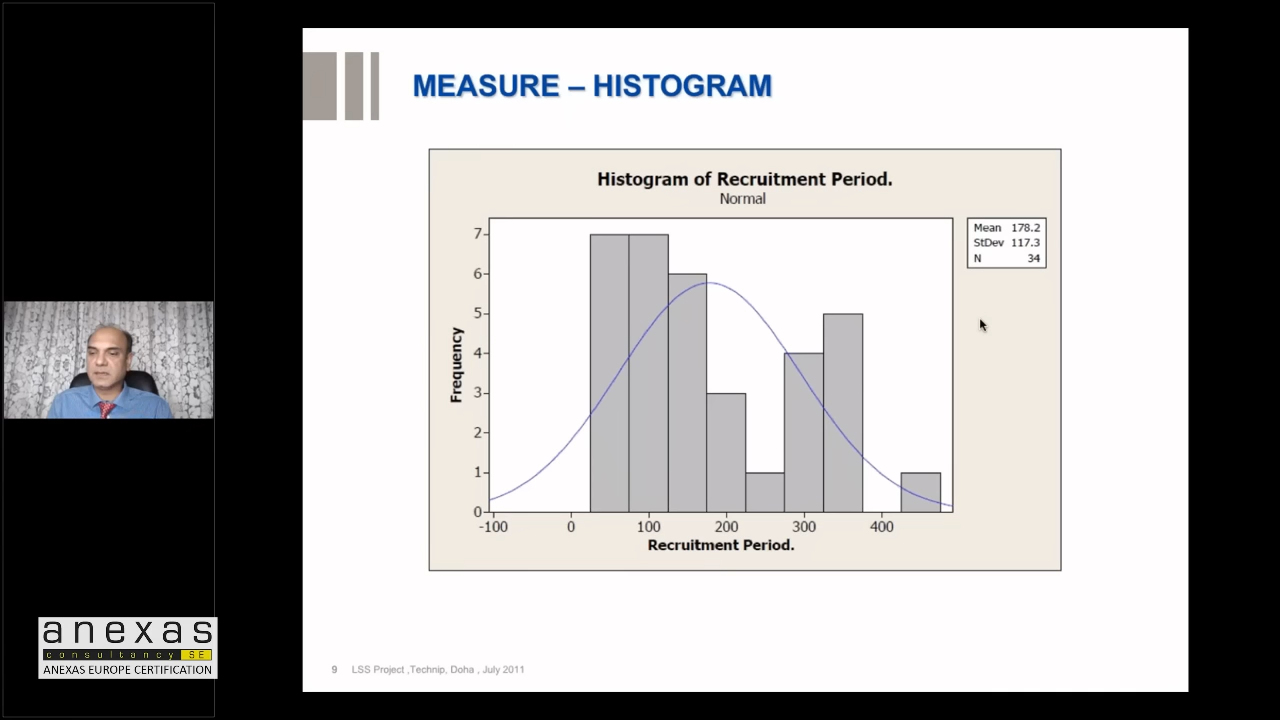 MEASURE – HISTOGRAM
Histogram of Recruitment Period.
Normal
Mean 178.2
StDev 117.3
N 34
Frequency
7
6
5
4
3
2
1
0
-100 0 100 200 300 400
Recruitment Period.
anexas
consultancy SE
ANEXAS EUROPE CERTIFICATION
9 LSS Project ,Technip, Doha , July 2011